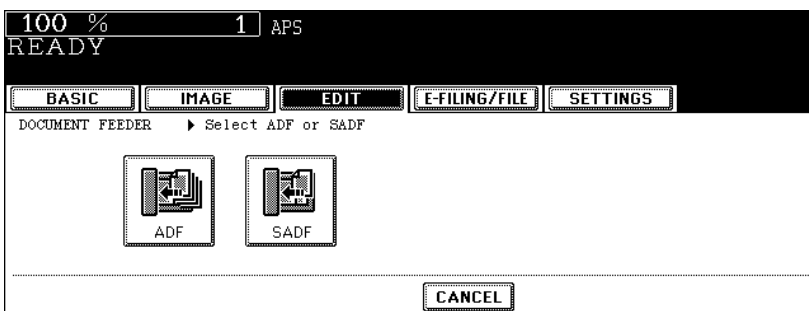 100 % 1 APS
READY
BASIC IMAGE EDIT E-FILING/FILE SETTINGS
DOCUMENT FEEDER ▶ Select ADF or SADF
ADF SADF
CANCEL